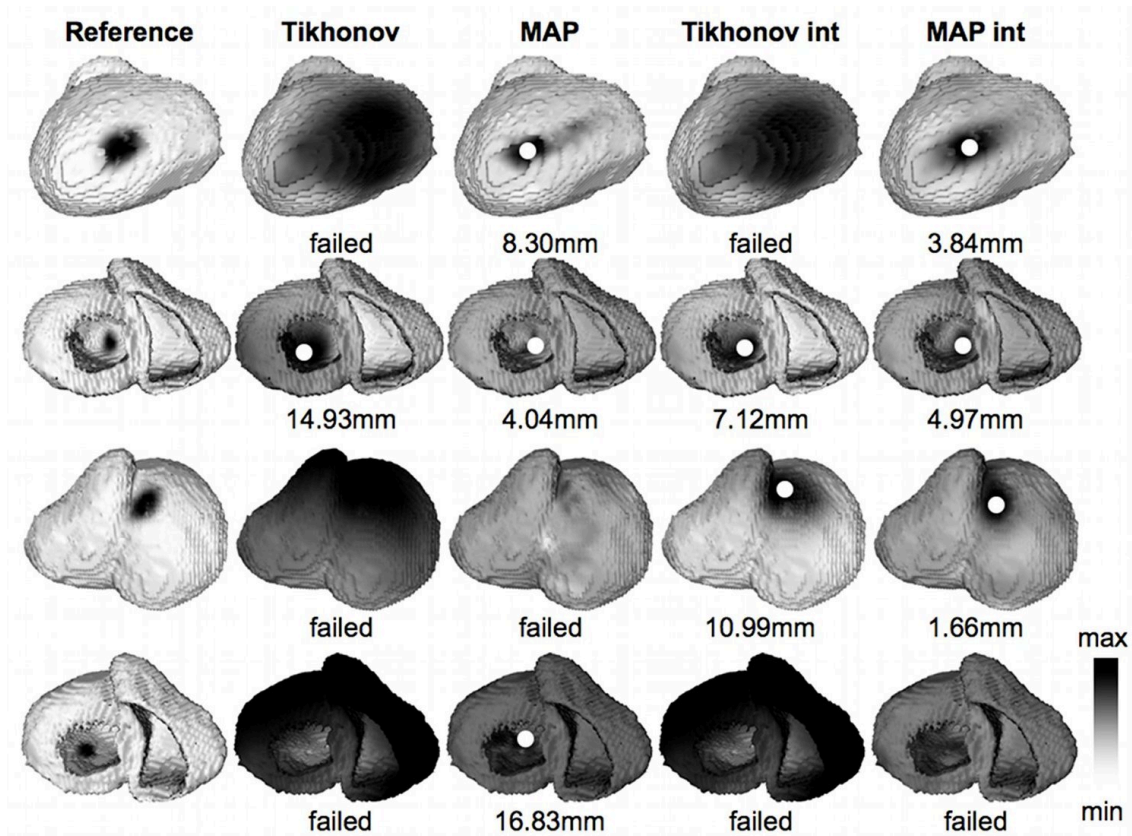 Reference Tikhonov MAP Tikhonov int MAP int
failed 8.30mm failed 3.84mm
14.93mm 4.04mm 7.12mm 4.97mm
failed failed 10.99mm 1.66mm
max
min
failed 16.83mm failed failed